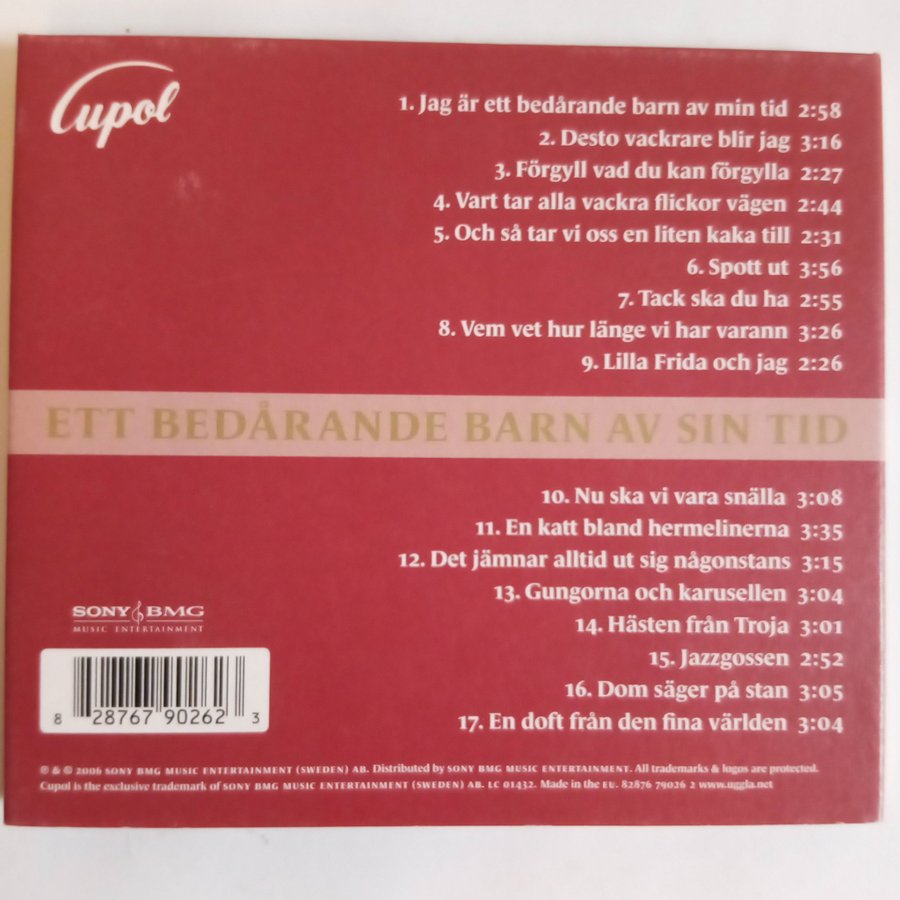 Cupol
1. Jag är ett bedårande barn av min tid 2:58
2. Desto vackrare blir jag 3:16
3. Förgyll vad du kan förgylla 2:27
4. Vart tar alla vackra flickor vägen 2:44
5. Och så tar vi oss en liten kaka till 2:31
6. Spott ut 3:56
7. Tack ska du ha 2:55
8. Vem vet hur länge vi har varann 3:26
9. Lilla Frida och jag 2:26
ETT BEDÅRANDE BARN AV SIN TID
10. Nu ska vi vara snälla 3:08
11. En katt bland hermelinerna 3:35
12. Det jämnar alltid ut sig någonstans 3:15
13. Gungorna och karusellen 3:04
14. Hästen från Troja 3:01
15. Jazzgossen 2:52
16. Dom säger på stan 3:05
17. En doft från den fina världen 3:04
SONY BMG
MUSIC ENTERTAINMENT
8 28767 90262 3
℗ & © 2006 SONY BMG MUSIC ENTERTAINMENT (SWEDEN) AB. Distributed by SONY BMG MUSIC ENTERTAINMENT. All trademarks & logos are protected.
Cupol is the exclusive trademark of SONY BMG MUSIC ENTERTAINMENT (SWEDEN) AB. LC 01432. Made in the EU. 82876 79026 2 www.uggla.net